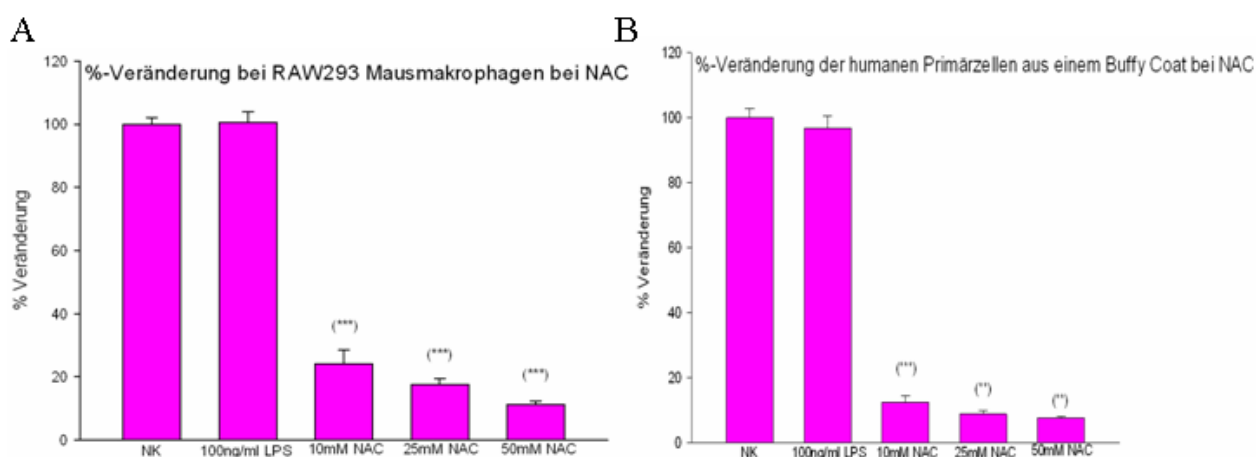 A
%-Veränderung bei RAW293 Mausmakrophagen bei NAC
% Veränderung
120
100
80
60
40
20
0
(***)
(***)
(***)
NK
100ng/ml LPS
10mM NAC
25mM NAC
50mM NAC
B
%-Veränderung der humanen Primärzellen aus einem Buffy Coat bei NAC
% Veränderung
120
100
80
60
40
20
0
(***)
(**)
(**)
NK
100ng/ml LPS
10mM NAC
25mM NAC
50mM NAC